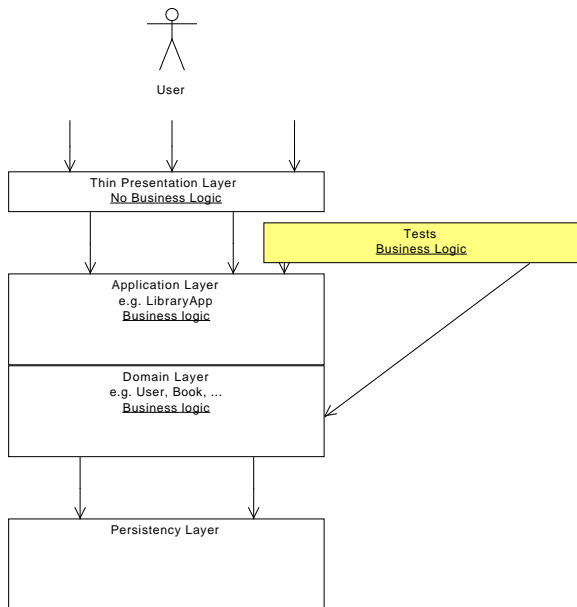 User
Thin Presentation Layer
No Business Logic
Tests
Business Logic
Application Layer
e.g. LibraryApp
Business logic
Domain Layer
e.g. User, Book, ...
Business logic
Persistency Layer